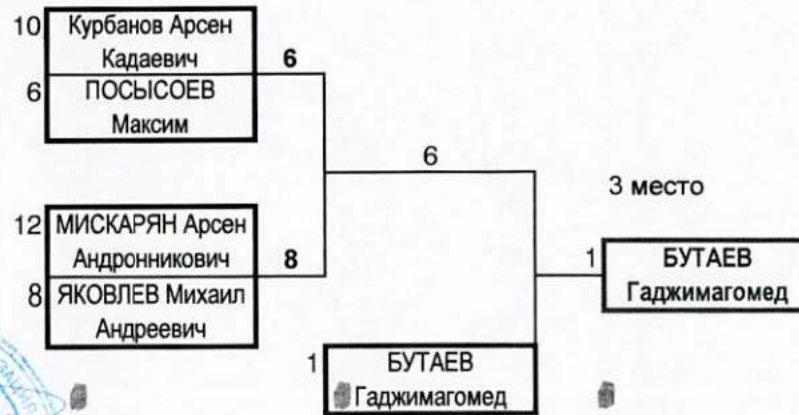 10 Курбанов Арсен
Кадаевич
6
6 ПОСЫСОЕВ
Максим
6
3 место
12 МИСКАРЯН Арсен
Андронникович
8
8 ЯКОВЛЕВ Михаил
Андреевич
1 БУТАЕВ
Гаджимагомед
1 БУТАЕВ
Гаджимагомед